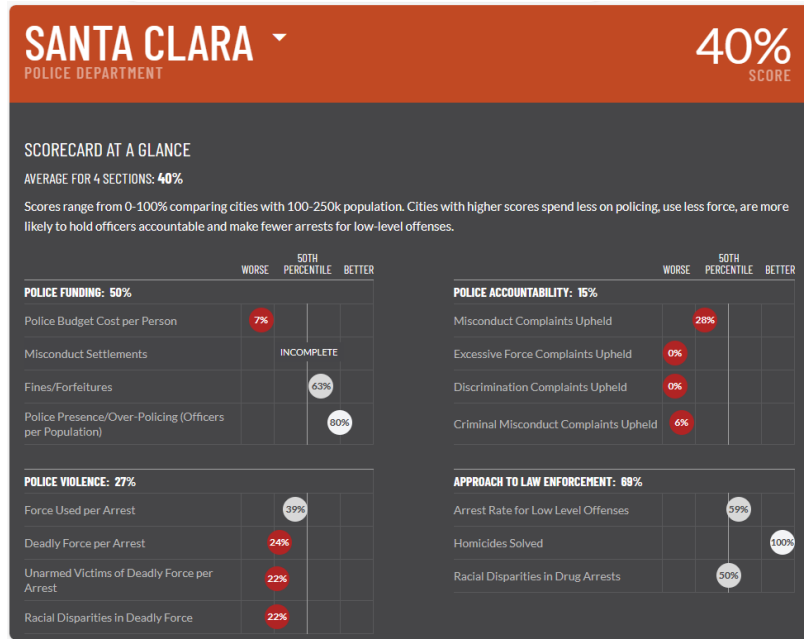 SANTA CLARA
POLICE DEPARTMENT
40%
SCORE
SCORECARD AT A GLANCE
AVERAGE FOR 4 SECTIONS: 40%
Scores range from 0-100% comparing cities with 100-250k population. Cities with higher scores spend less on policing, use less force, are more
likely to hold officers accountable and make fewer arrests for low-level offenses.
WORSE 50TH PERCENTILE BETTER
POLICE FUNDING: 50%
Police Budget Cost per Person 7%
Misconduct Settlements INCOMPLETE
Fines/Forfeitures 63%
Police Presence/Over-Policing (Officers
per Population) 80%
POLICE VIOLENCE: 27%
Force Used per Arrest 39%
Deadly Force per Arrest 24%
Unarmed Victims of Deadly Force per
Arrest 22%
Racial Disparities in Deadly Force 22%
WORSE 50TH PERCENTILE BETTER
POLICE ACCOUNTABILITY: 15%
Misconduct Complaints Upheld 28%
Excessive Force Complaints Upheld 0%
Discrimination Complaints Upheld 0%
Criminal Misconduct Complaints Upheld 6%
APPROACH TO LAW ENFORCEMENT: 69%
Arrest Rate for Low Level Offenses 59%
Homicides Solved 100%
Racial Disparities in Drug Arrests 50%